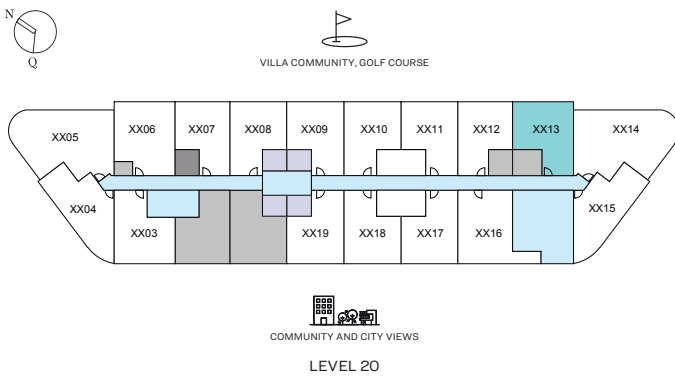 N
Q
VILLA COMMUNITY, GOLF COURSE
XX05
XX06
XX07
XX08
XX09
XX10
XX11
XX12
XX13
XX14
XX04
XX03
XX19
XX18
XX17
XX16
XX15
COMMUNITY AND CITY VIEWS
LEVEL 20